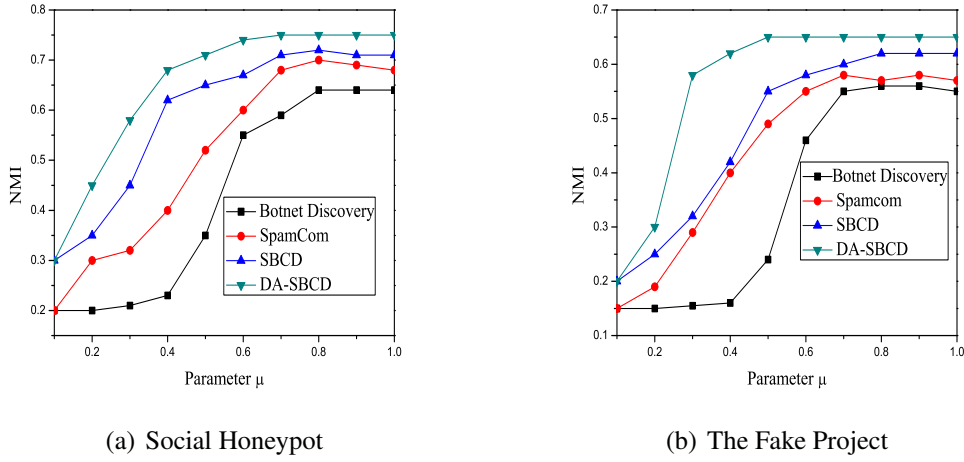 0.8
0.7
0.6
0.5
0.4
0.3
0.2
NMI
0.2
0.4
0.6
0.8
1.0
Parameter μ
Botnet Discovery
SpamCom
SBCD
DA-SBCD
(a) Social Honeypot
0.7
0.6
0.5
0.4
0.3
0.2
0.1
NMI
0.2
0.4
0.6
0.8
1.0
Parameter μ
Botnet Discovery
Spamcom
SBCD
DA-SBCD
(b) The Fake Project